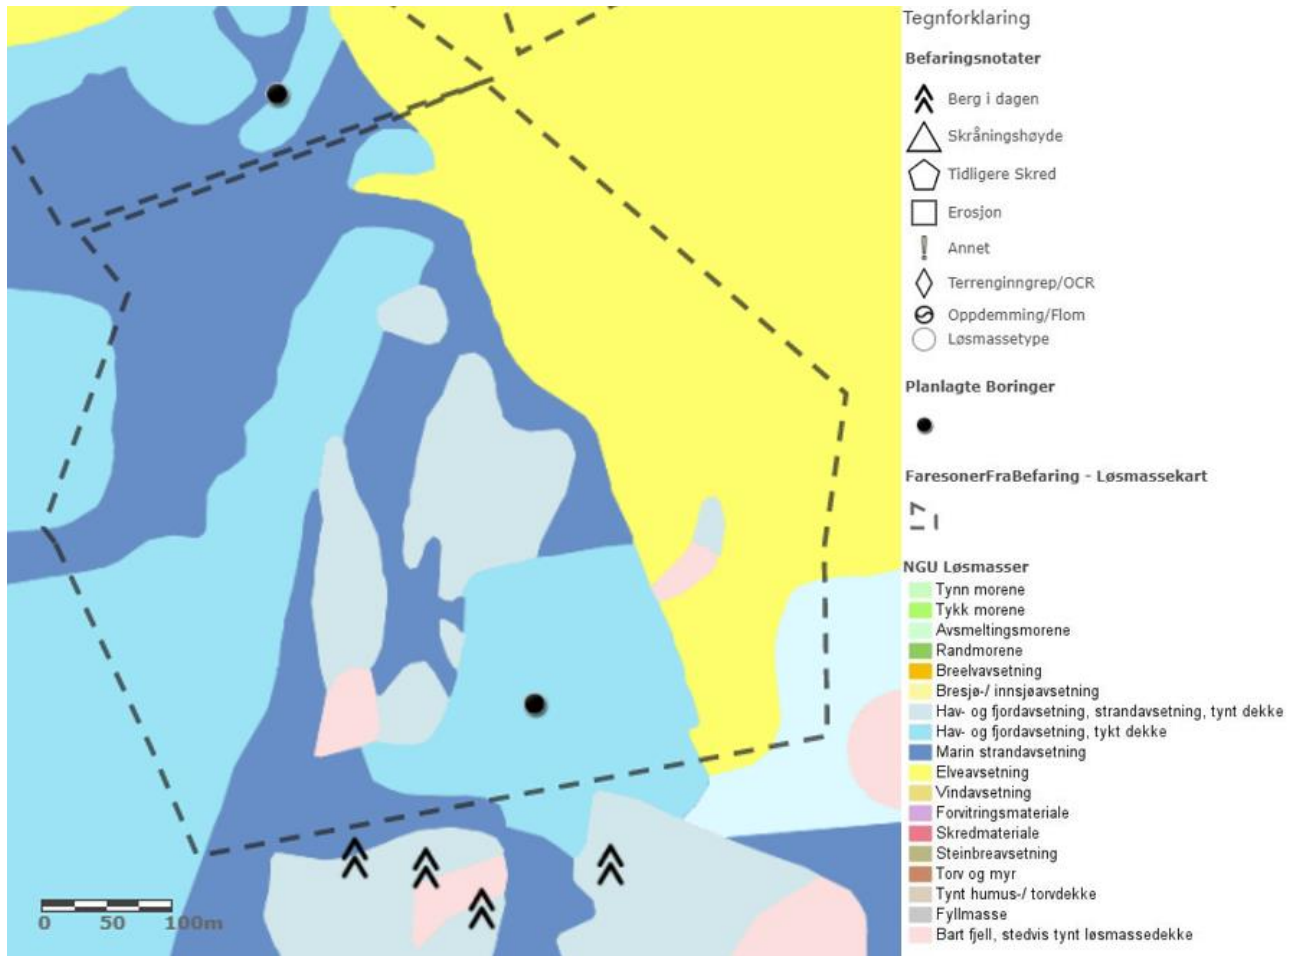 Tegnforklaring
Befaringsnotater
Berg i dagen
Skråningshøyde
Tidligere Skred
Erosjon
Annet
Terrenginngrep/OCR
Oppdemming/Flom
Løsmassetype
Planlagte Boringer
FaresonerFraBefaring - Løsmassekart
NGU Løsmasser
Tynn morene
Tykk morene
Avsmeltingsmorene
Randmorene
Breelvavsetning
Bresjø-/ innsjøavsetning
Hav- og fjordavsetning, strandavsetning, tynt dekke
Hav- og fjordavsetning, tykt dekke
Marin strandavsetning
Elveavsetning
Vindavsetning
Forvitringsmateriale
Skredmateriale
Steinbreavsetning
Torv og myr
Tynt humus-/ torvdekke
Fyllmasse
Bart fjell, stedvis tynt løsmassedekke
0 50 100m